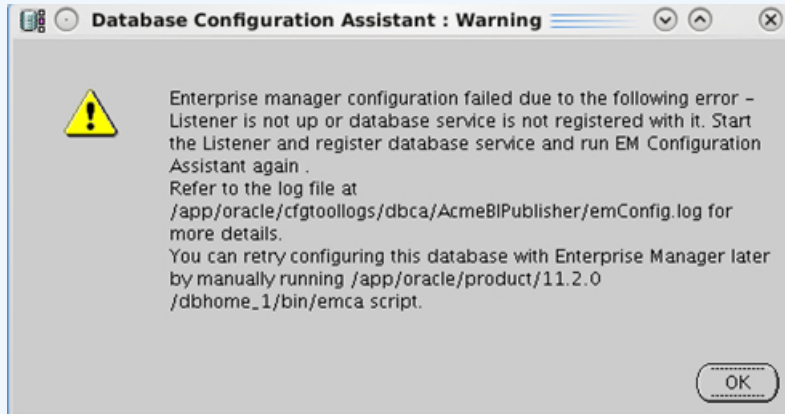 Database Configuration Assistant : Warning
Enterprise manager configuration failed due to the following error –
Listener is not up or database service is not registered with it. Start
the Listener and register database service and run EM Configuration
Assistant again .
Refer to the log file at
/app/oracle/cfgtoollogs/dbca/AcmeBIPublisher/emConfig.log for
more details.
You can retry configuring this database with Enterprise Manager later
by manually running /app/oracle/product/11.2.0
/dbhome_1/bin/emca script.
OK